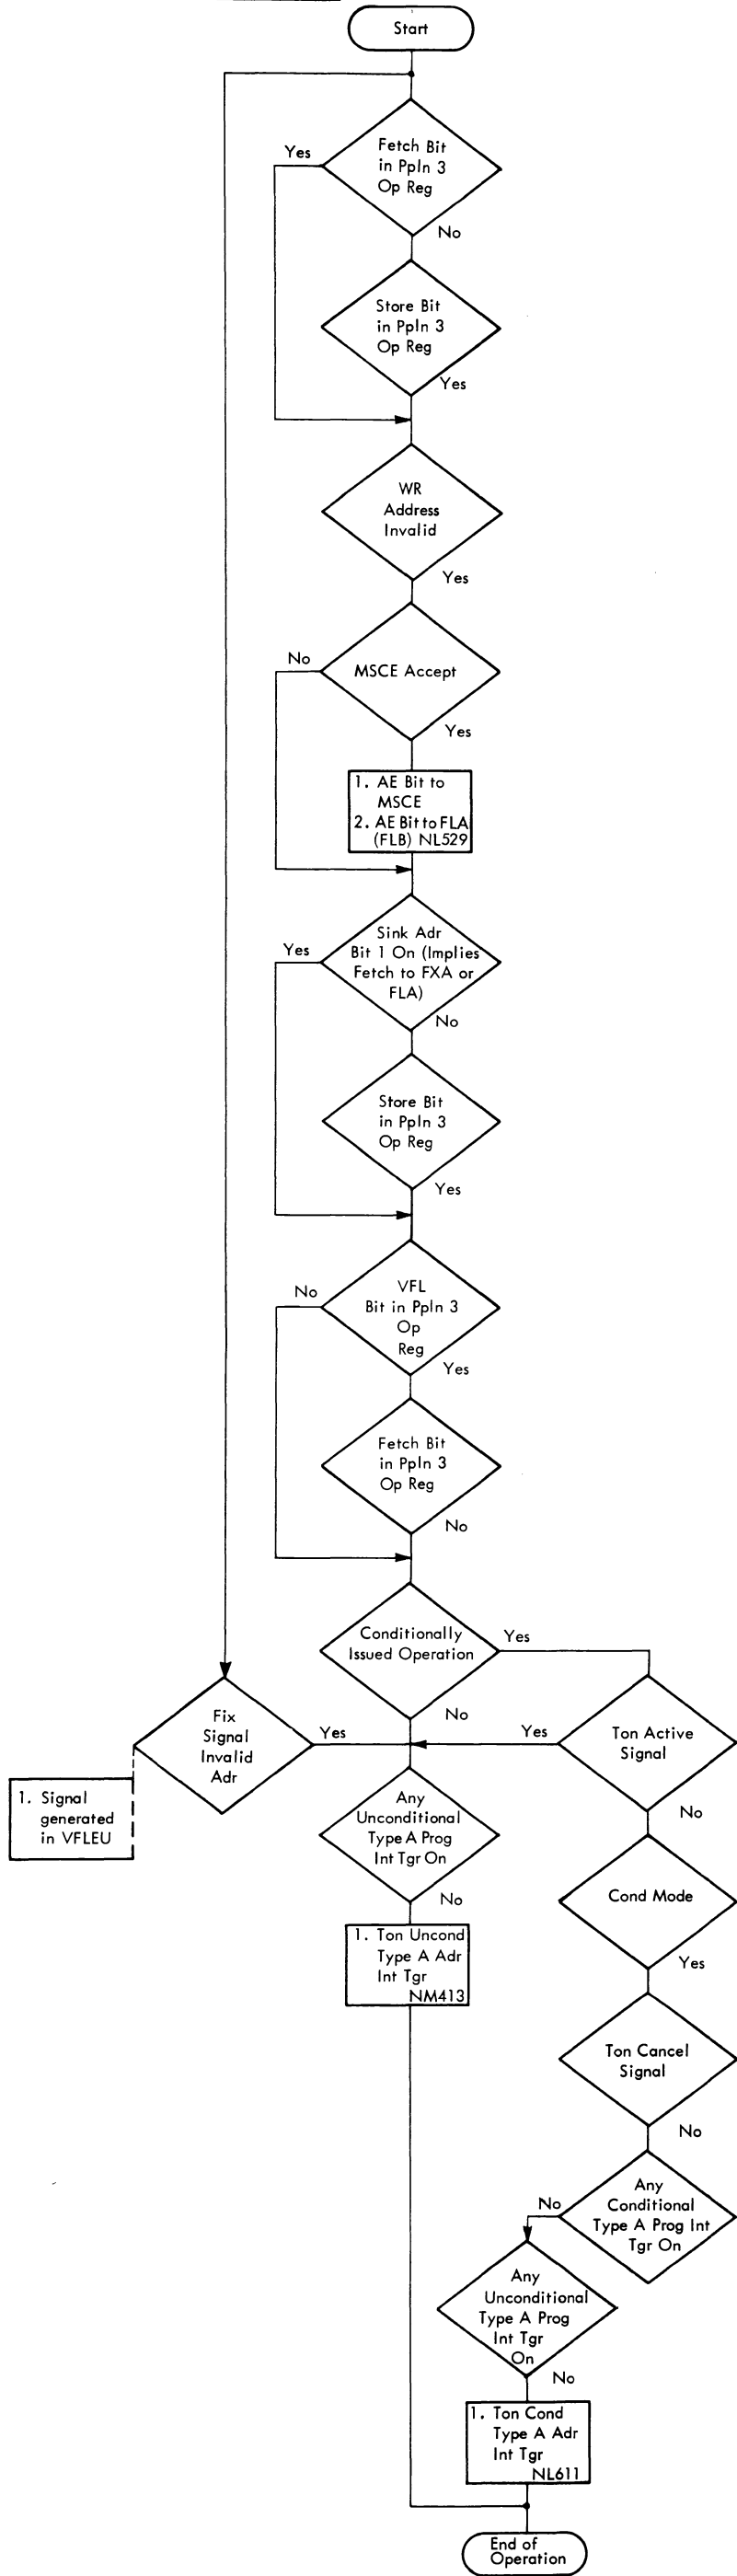 Start
Fetch Bit
in Ppln 3
Op Reg
Yes
No
Store Bit
in Ppln 3
Op Reg
Yes
WR
Address
Invalid
Yes
No
MSCE Accept
Yes
1. AE Bit to
MSCE
2. AE Bit to FLA
(FLB) NL529
Sink Adr
Bit 1 On (Implies
Fetch to FXA or
FLA)
Yes
No
Store Bit
in Ppln 3
Op Reg
Yes
VFL
Bit in Ppln 3
Op
Reg
No
Yes
Fetch Bit
in Ppln 3
Op Reg
No
Conditionally
Issued Operation
Yes
No
Fix
Signal
Invalid
Adr
Yes
Yes
Ton Active
Signal
No
1. Signal
generated
in VFLEU
Any
Unconditional
Type A Prog
Int Tgr On
No
1. Ton Uncond
Type A Adr
Int Tgr
NM413
Cond Mode
Yes
Ton Cancel
Signal
No
Any
Conditional
Type A Prog Int
Tgr On
No
Any
Unconditional
Type A Prog
Int Tgr
On
No
1. Ton Cond
Type A Adr
Int Tgr
NL611
End of
Operation